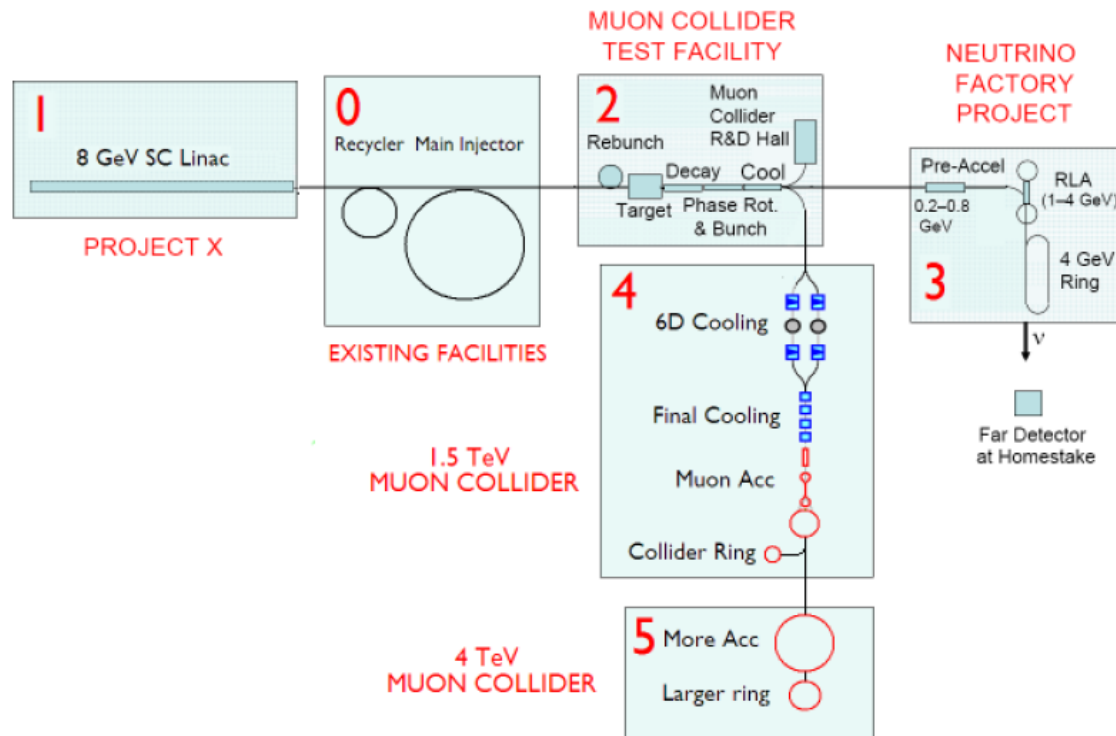 MUON COLLIDER
TEST FACILITY
NEUTRINO
FACTORY
PROJECT
1
8 GeV SC Linac
PROJECT X
0
Recycler Main Injector
EXISTING FACILITIES
2
Muon
Collider
R&D Hall
Rebunch
Decay Cool
Target
Phase Rot.
& Bunch
Pre-Accel
RLA
(1–4 GeV)
0.2–0.8
GeV
3
4 GeV
Ring
ν
Far Detector
at Homestake
4
6D Cooling
Final Cooling
1.5 TeV
MUON COLLIDER
Muon Acc
Collider Ring
5
More Acc
4 TeV
MUON COLLIDER
Larger ring